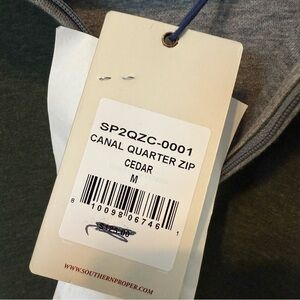 SP2QZC-0001
CANAL QUARTER ZIP
CEDAR
M
8 10098 06746 1
WWW.SOUTHERNPROPER.COM